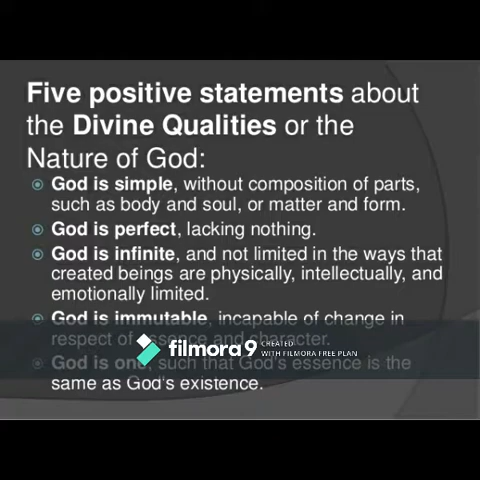 Five positive statements about
the Divine Qualities or the
Nature of God:
God is simple, without composition of parts,
such as body and soul, or matter and form.
God is perfect, lacking nothing.
God is infinite, and not limited in the ways that
created beings are physically, intellectually, and
emotionally limited.
God is immutable, incapable of change in
respect of essence and character.
filmora9 CREATED
WITH FILMORA FREE PLAN
God is one, such that God's essence is the
same as God's existence.